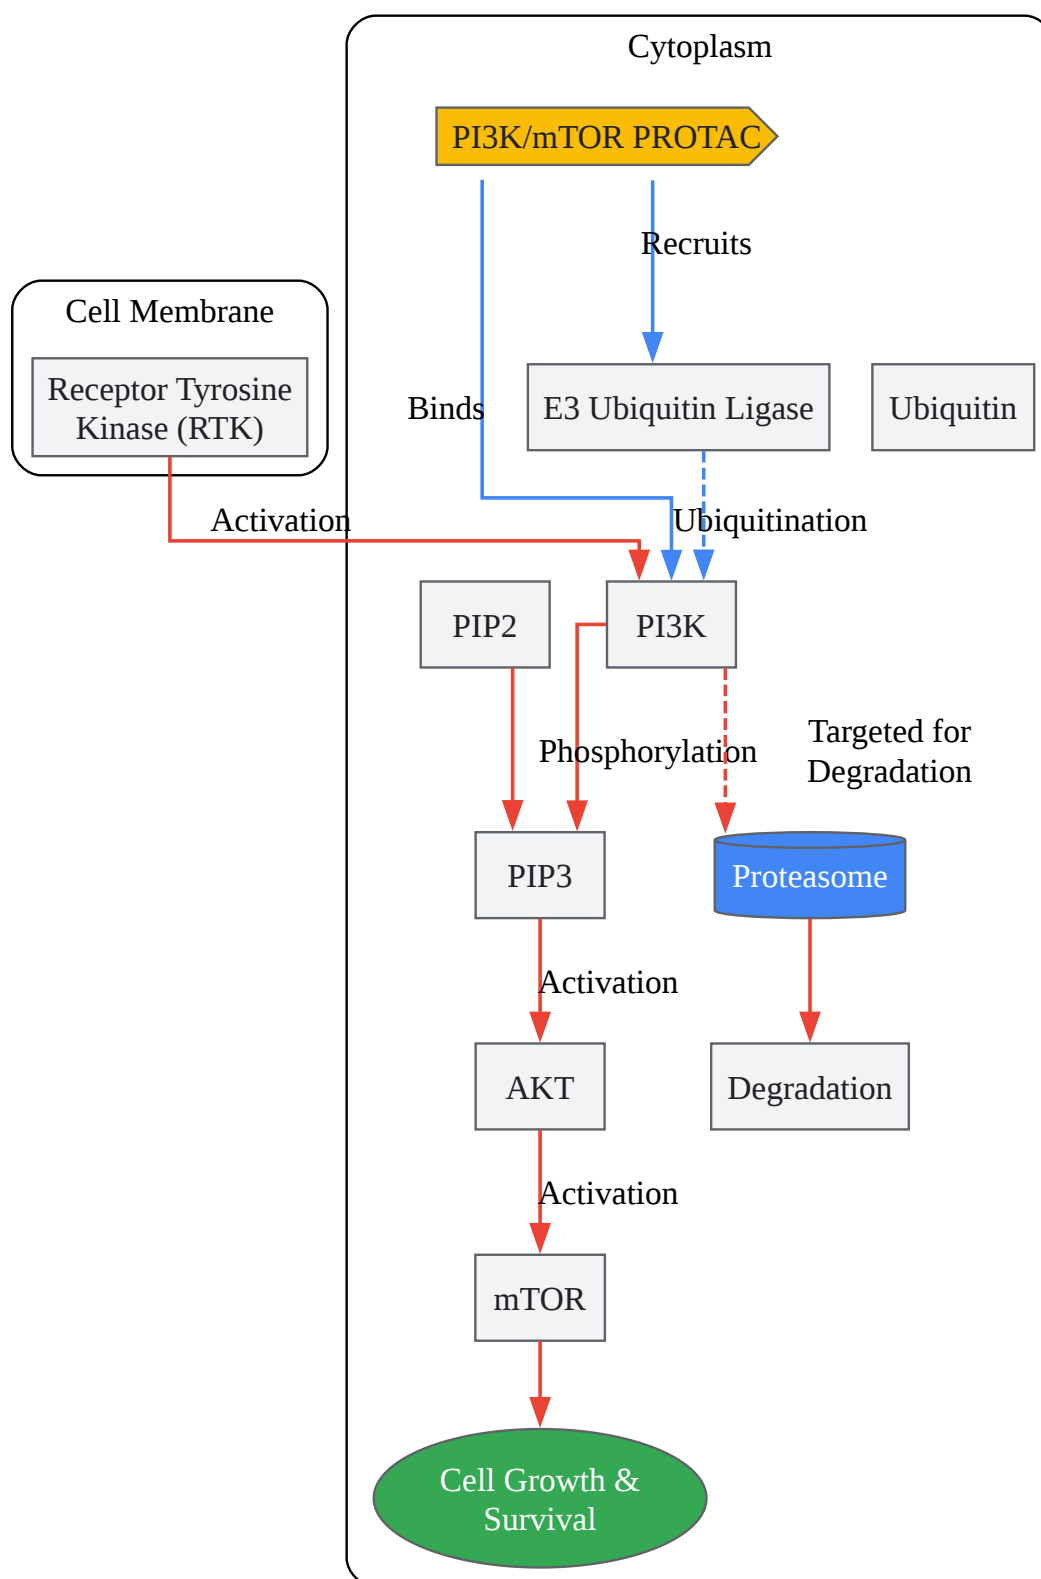 Cytoplasm
PI3K/mTOR PROTAC
Recruits
Cell Membrane
Receptor Tyrosine
Kinase (RTK)
Binds
E3 Ubiquitin Ligase
Ubiquitin
Activation
Ubiquitination
PIP2
PI3K
Phosphorylation
Targeted for
Degradation
PIP3
Proteasome
Activation
AKT
Degradation
Activation
mTOR
Cell Growth &
Survival